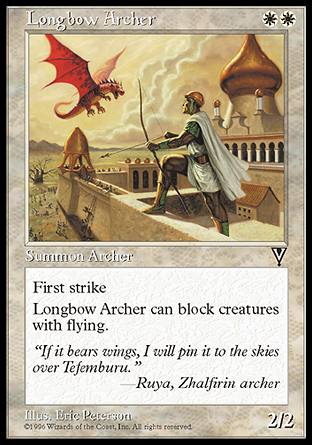 Longbow Archer
Summon Archer
First strike
Longbow Archer can block creatures
with flying.
"If it bears wings, I will pin it to the skies
over Tefemburu."
—Ruya, Zhalfirin archer
Illus. Eric Peterson
©1996 Wizards of the Coast, Inc. All rights reserved.
2/2